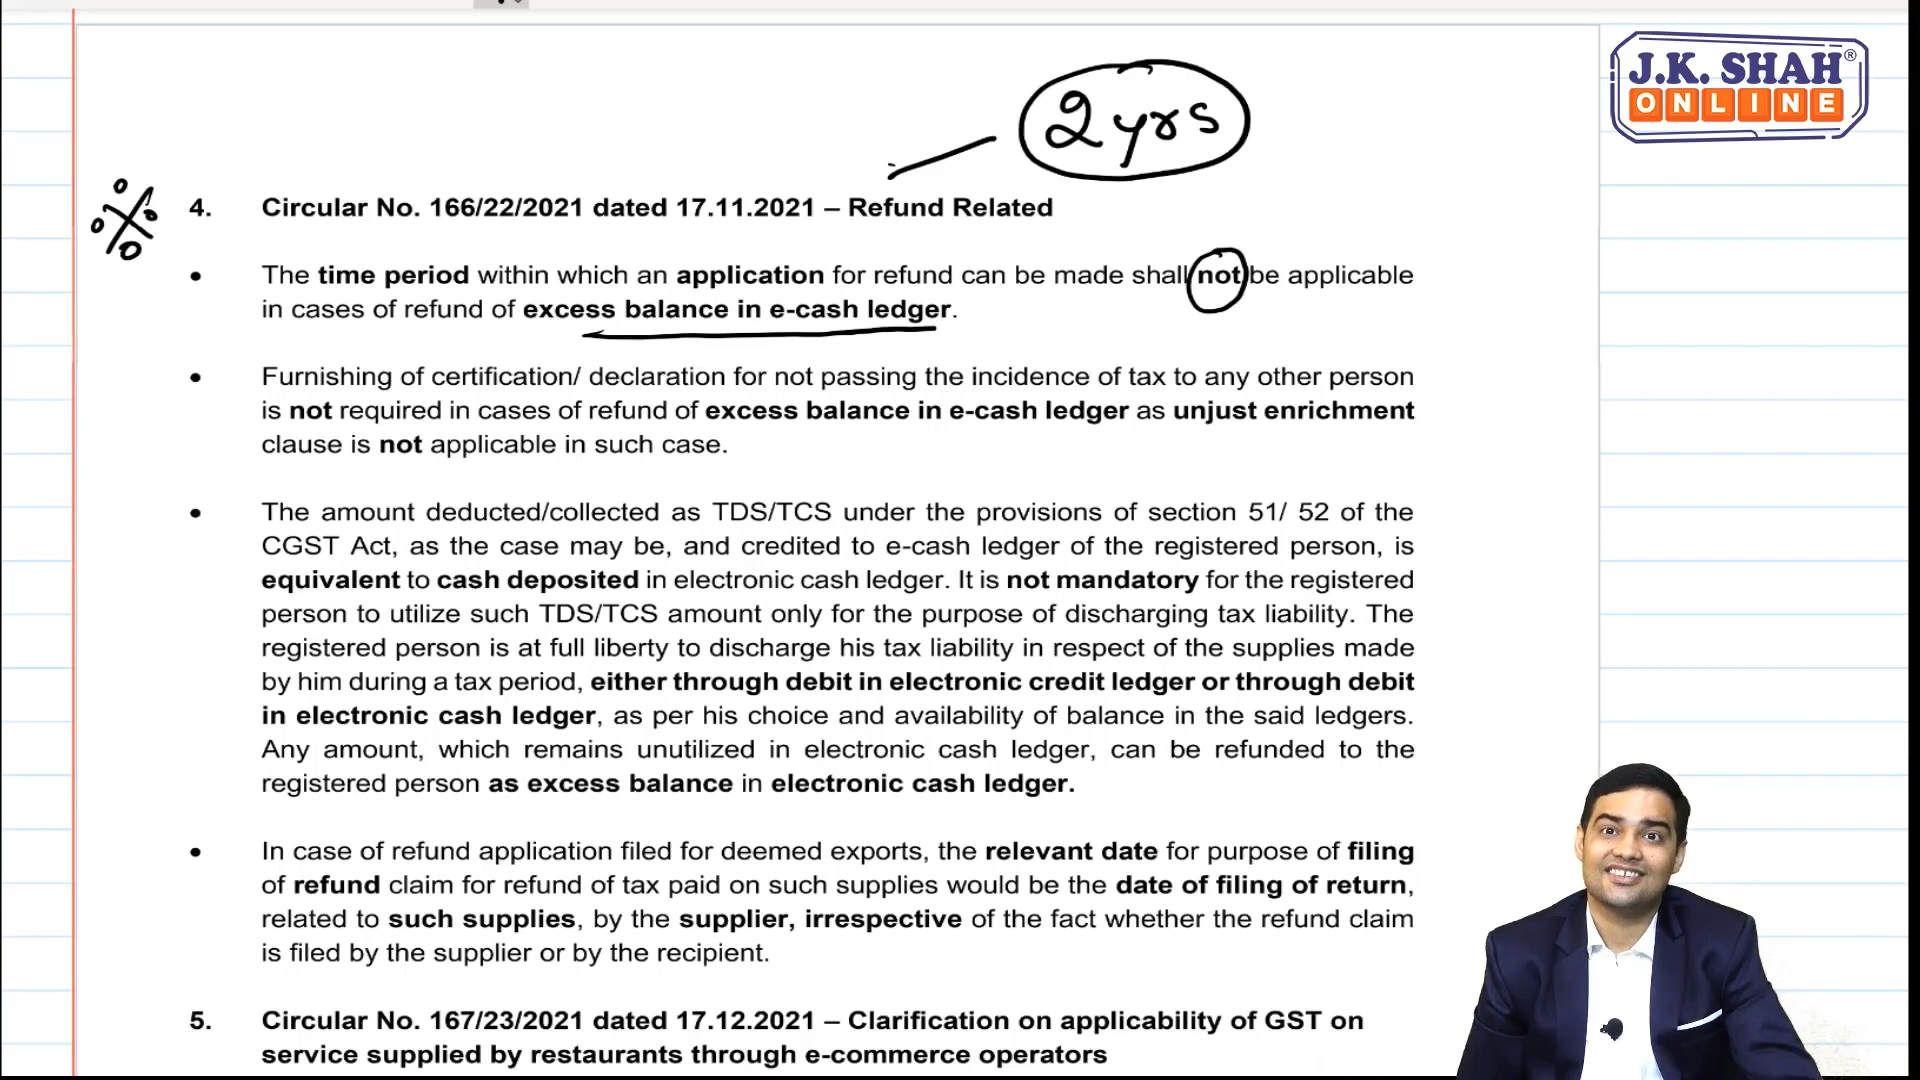 J.K. SHAH®
ONLINE
2 yrs
4. Circular No. 166/22/2021 dated 17.11.2021 – Refund Related
• The time period within which an application for refund can be made shall not be applicable
in cases of refund of excess balance in e-cash ledger.
• Furnishing of certification/ declaration for not passing the incidence of tax to any other person
is not required in cases of refund of excess balance in e-cash ledger as unjust enrichment
clause is not applicable in such case.
• The amount deducted/collected as TDS/TCS under the provisions of section 51/ 52 of the
CGST Act, as the case may be, and credited to e-cash ledger of the registered person, is
equivalent to cash deposited in electronic cash ledger. It is not mandatory for the registered
person to utilize such TDS/TCS amount only for the purpose of discharging tax liability. The
registered person is at full liberty to discharge his tax liability in respect of the supplies made
by him during a tax period, either through debit in electronic credit ledger or through debit
in electronic cash ledger, as per his choice and availability of balance in the said ledgers.
Any amount, which remains unutilized in electronic cash ledger, can be refunded to the
registered person as excess balance in electronic cash ledger.
• In case of refund application filed for deemed exports, the relevant date for purpose of filing
of refund claim for refund of tax paid on such supplies would be the date of filing of return,
related to such supplies, by the supplier, irrespective of the fact whether the refund claim
is filed by the supplier or by the recipient.
5. Circular No. 167/23/2021 dated 17.12.2021 – Clarification on applicability of GST on
service supplied by restaurants through e-commerce operators